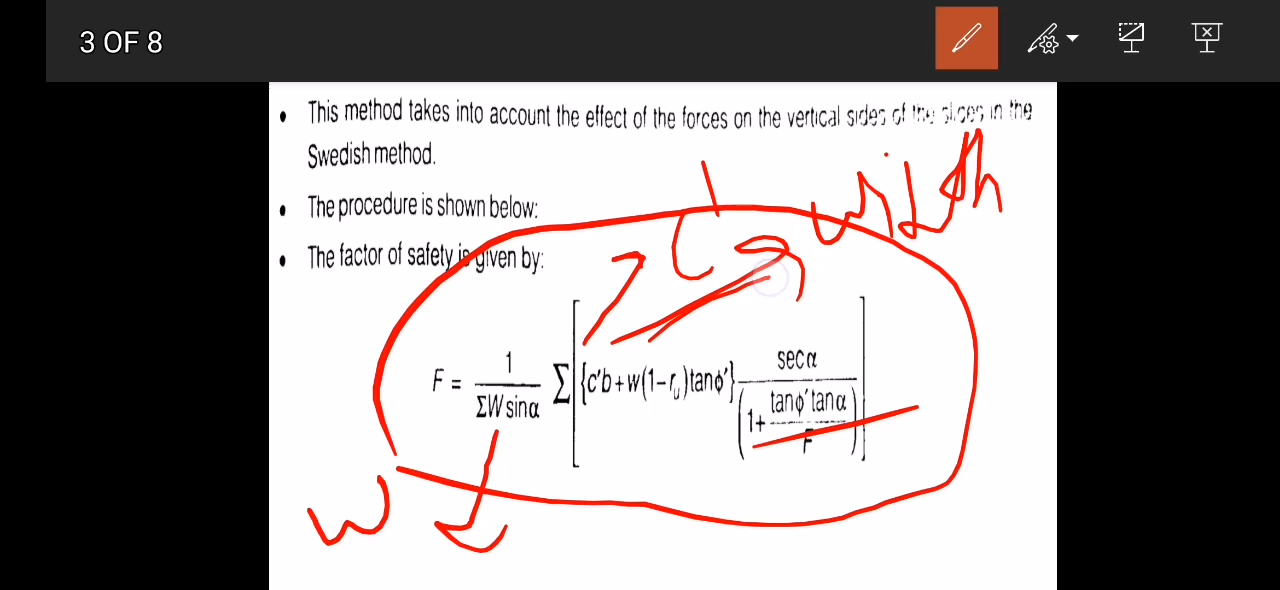 3 OF 8
• This method takes into account the effect of the forces on the vertical sides of the slices in the
Swedish method.
• The procedure is shown below:
• The factor of safety is given by:
width
F = 1/ΣW sinα Σ[{c'b+w(1−r_u)tanφ'} secα/(1+ tanφ' tanα/F)]
W